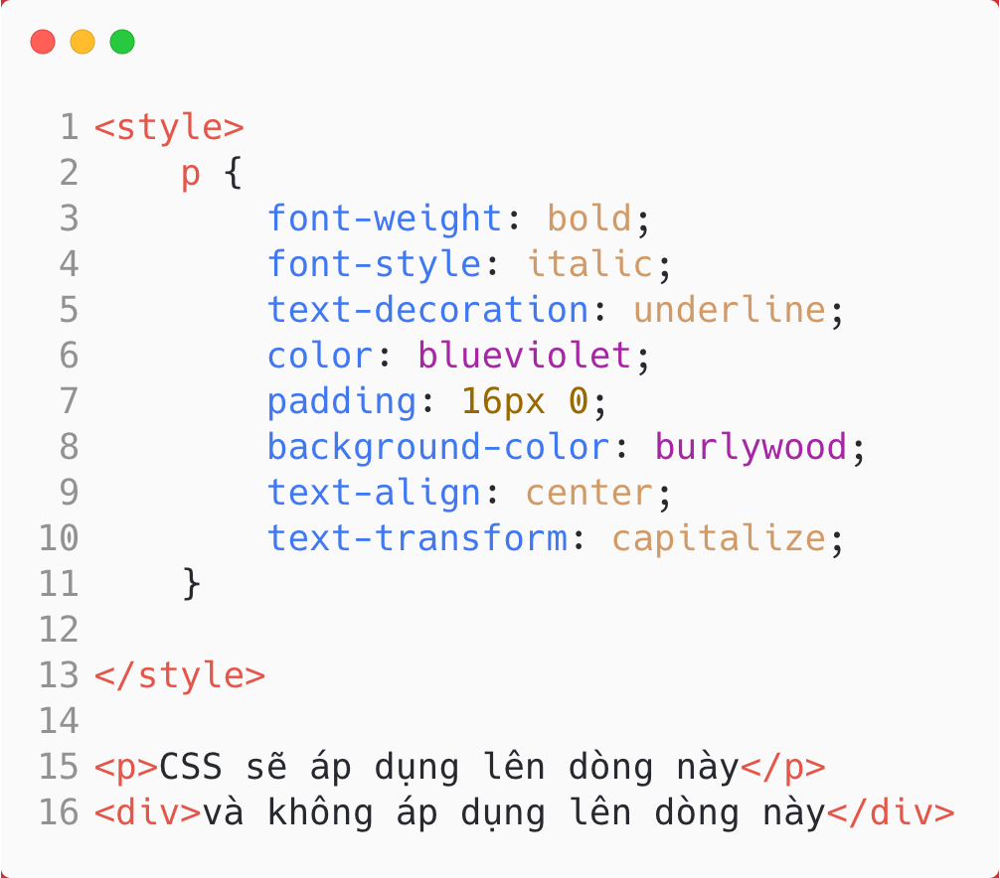 1 <style>
2     p {
3         font-weight: bold;
4         font-style: italic;
5         text-decoration: underline;
6         color: blueviolet;
7         padding: 16px 0;
8         background-color: burlywood;
9         text-align: center;
10         text-transform: capitalize;
11     }
12
13 </style>
14
15 <p>CSS sẽ áp dụng lên dòng này</p>
16 <div>và không áp dụng lên dòng này</div>